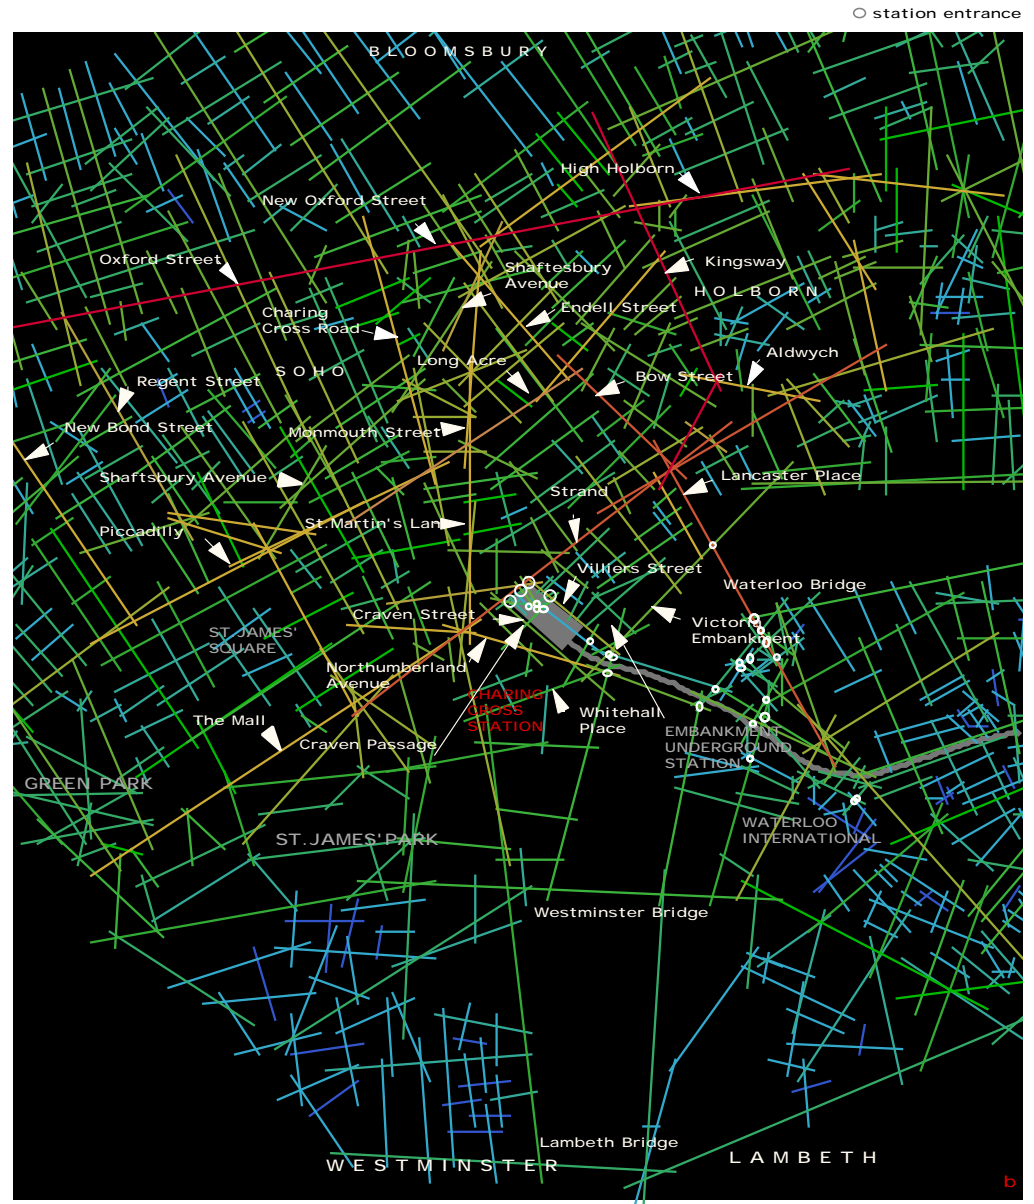 station entrance
BLOOMSBURY
High Holborn
New Oxford Street
Oxford Street
Kingsway
Shaftesbury
Avenue
HOLBORN
Endell Street
Charing
Cross Road
Aldwych
Long Acre
SOHO
Bow Street
Regent Street
New Bond Street
Monmouth Street
Shaftsbury Avenue
Lancaster Place
Strand
St.Martin's Lan
Piccadilly
Villiers Street
Waterloo Bridge
Craven Street
Victoria
Embankment
ST.JAMES'
SQUARE
Northumberland
Avenue
CHARING
CROSS
STATION
Whitehall
Place
The Mall
EMBANKMENT
UNDERGROUND
STATION
Craven Passage
GREEN PARK
WATERLOO
INTERNATIONAL
ST.JAMES'PARK
Westminster Bridge
Lambeth Bridge
WESTMINSTER
LAMBETH
b